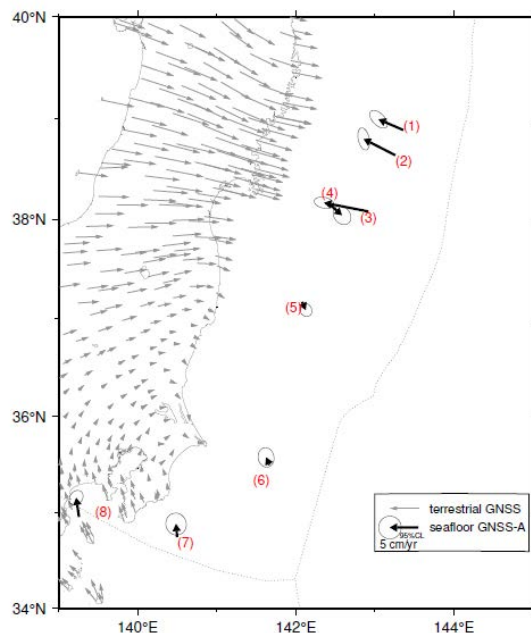 40°N
(1)
(2)
(4)
38°N
(3)
(5)
36°N
(6)
(8)
(7)
terrestrial GNSS
seafloor GNSS-A
95%CL
5 cm/yr
34°N
140°E
142°E
144°E